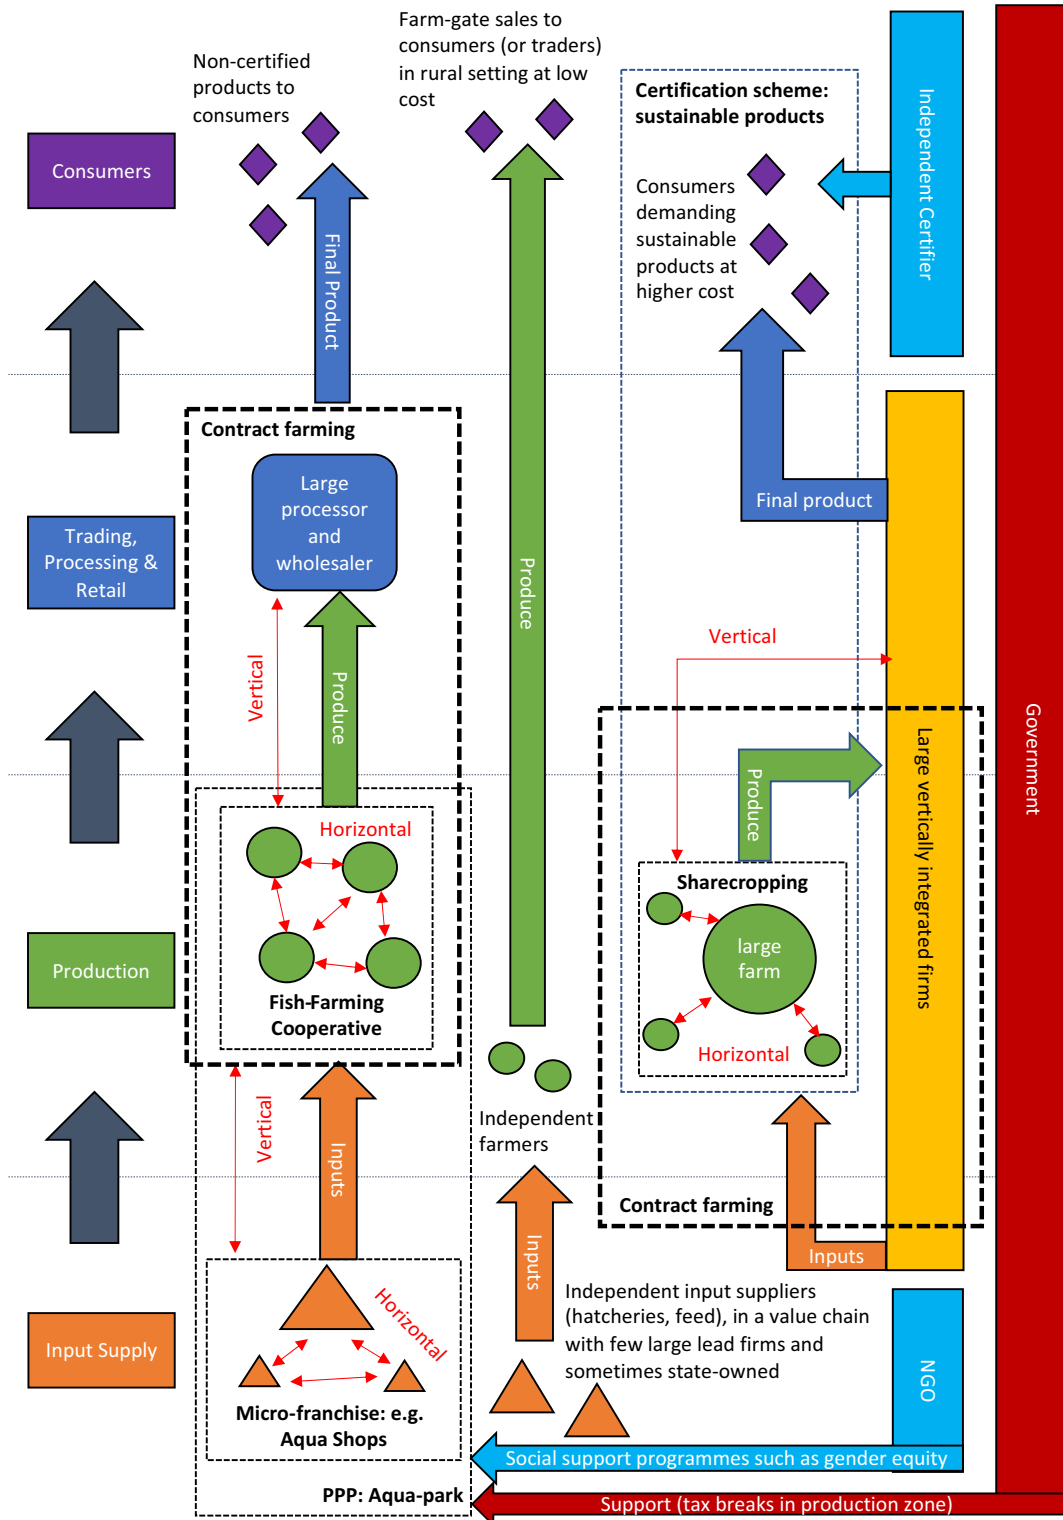 Farm-gate sales to
consumers (or traders)
in rural setting at low
cost
Non-certified
products to
consumers
Certification scheme:
sustainable products
Independent Certifier
Government
Consumers
Consumers
demanding
sustainable
products at
higher cost
Final Product
Contract farming
Large
processor
and
wholesaler
Final product
Trading,
Processing &
Retail
Produce
Vertical
Vertical
Produce
Large vertically integrated firms
Produce
Horizontal
Sharecropping
large
farm
Production
Fish-Farming
Cooperative
Horizontal
Vertical
Inputs
Independent
farmers
Contract farming
Inputs
Inputs
Independent input suppliers
(hatcheries, feed), in a value chain
with few large lead firms and
sometimes state-owned
Horizontal
Input Supply
NGO
Micro-franchise: e.g.
Aqua Shops
Social support programmes such as gender equity
PPP: Aqua-park
Support (tax breaks in production zone)